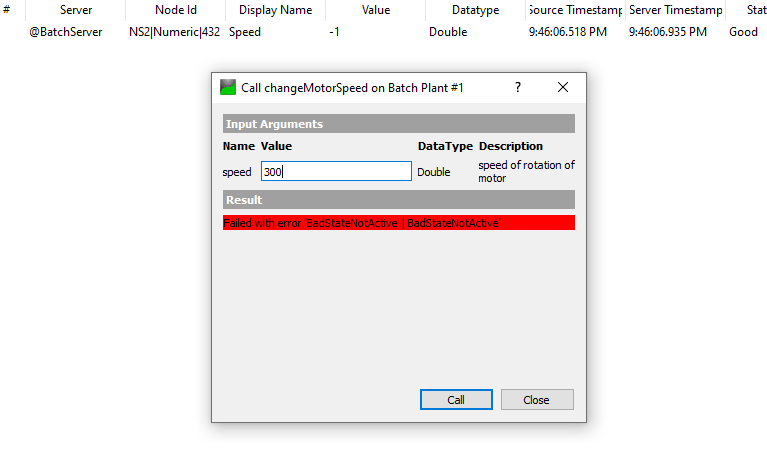 # Server Node Id Display Name Value Datatype Source Timestamp Server Timestamp Stat
@BatchServer NS2|Numeric|432 Speed -1 Double 9:46:06.518 PM 9:46:06.935 PM Good
Call changeMotorSpeed on Batch Plant #1 ?
Input Arguments
Name Value DataType Description
speed 300 Double speed of rotation of
motor
Result
Failed with error 'BadStateNotActive | BadStateNotActive'
Call Close